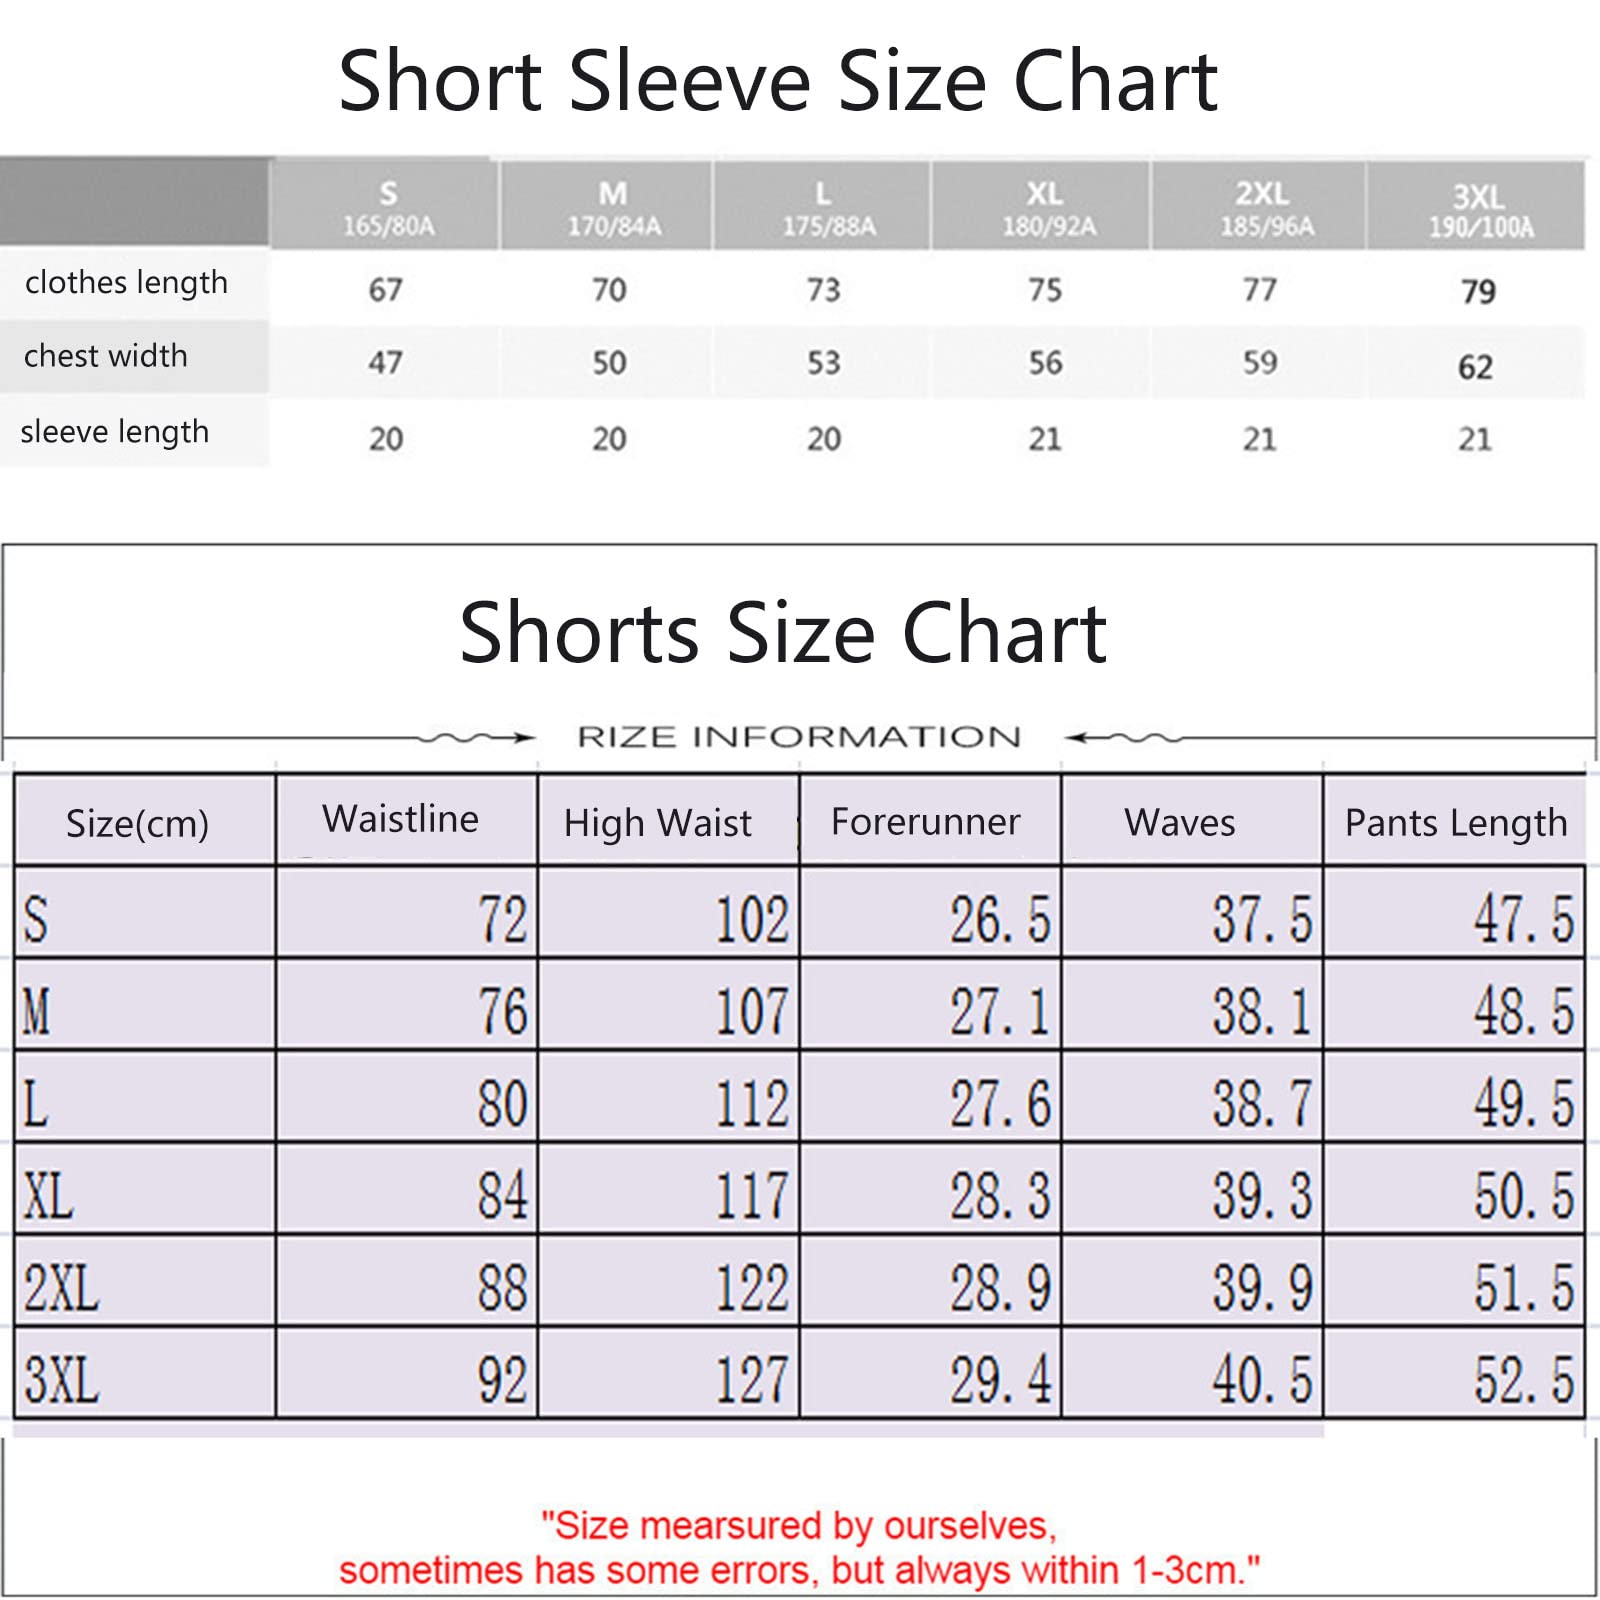 Short Sleeve Size Chart
S M L XL 2XL 3XL
165/80A 170/84A 175/88A 180/92A 185/96A 190/100A
clothes length 67 70 73 75 77 79
chest width 47 50 53 56 59 62
sleeve length 20 20 20 21 21 21
Shorts Size Chart
RIZE INFORMATION
Size(cm) Waistline High Waist Forerunner Waves Pants Length
S 72 102 26.5 37.5 47.5
M 76 107 27.1 38.1 48.5
L 80 112 27.6 38.7 49.5
XL 84 117 28.3 39.3 50.5
2XL 88 122 28.9 39.9 51.5
3XL 92 127 29.4 40.5 52.5
"Size mearsured by ourselves,
sometimes has some errors, but always within 1-3cm."